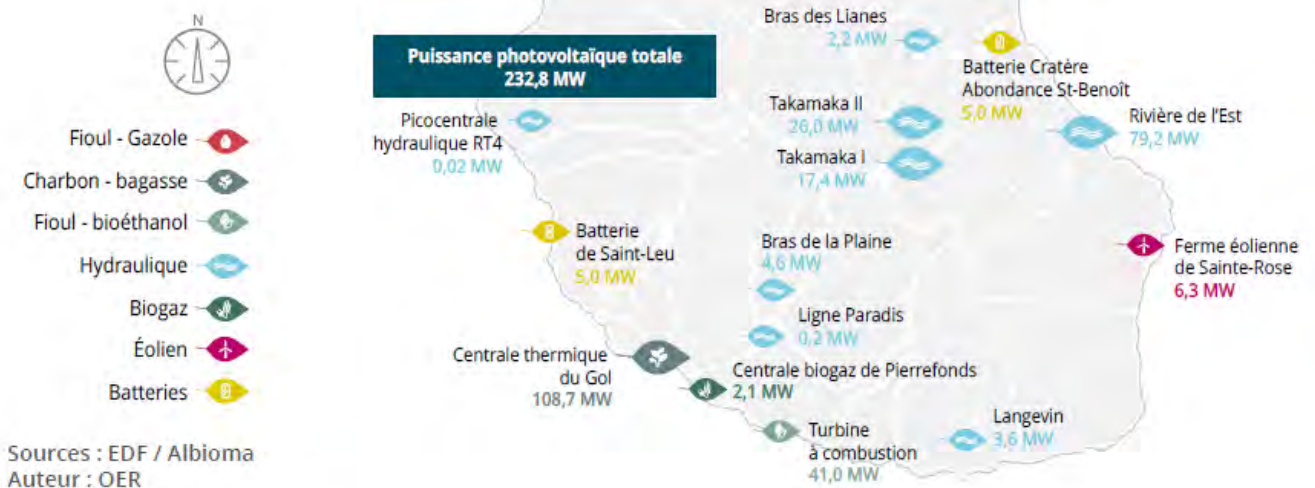 N
Fioul - Gazole
Charbon - bagasse
Fioul - bioéthanol
Hydraulique
Biogaz
Éolien
Batteries
Sources : EDF / Albioma
Auteur : OER
Puissance photovoltaïque totale
232,8 MW
Bras des Lianes
2,2 MW
Batterie Cratère
Abondance St-Benoît
5,0 MW
Picocentrale
hydraulique RT4
0,02 MW
Takamaka II
26,0 MW
Rivière de l'Est
79,2 MW
Takamaka I
17,4 MW
Batterie
de Saint-Leu
5,0 MW
Bras de la Plaine
4,6 MW
Ferme éolienne
de Sainte-Rose
6,3 MW
Ligne Paradis
0,2 MW
Centrale thermique
du Gol
108,7 MW
Centrale biogaz de Pierrefonds
2,1 MW
Turbine
à combustion
41,0 MW
Langevin
3,6 MW